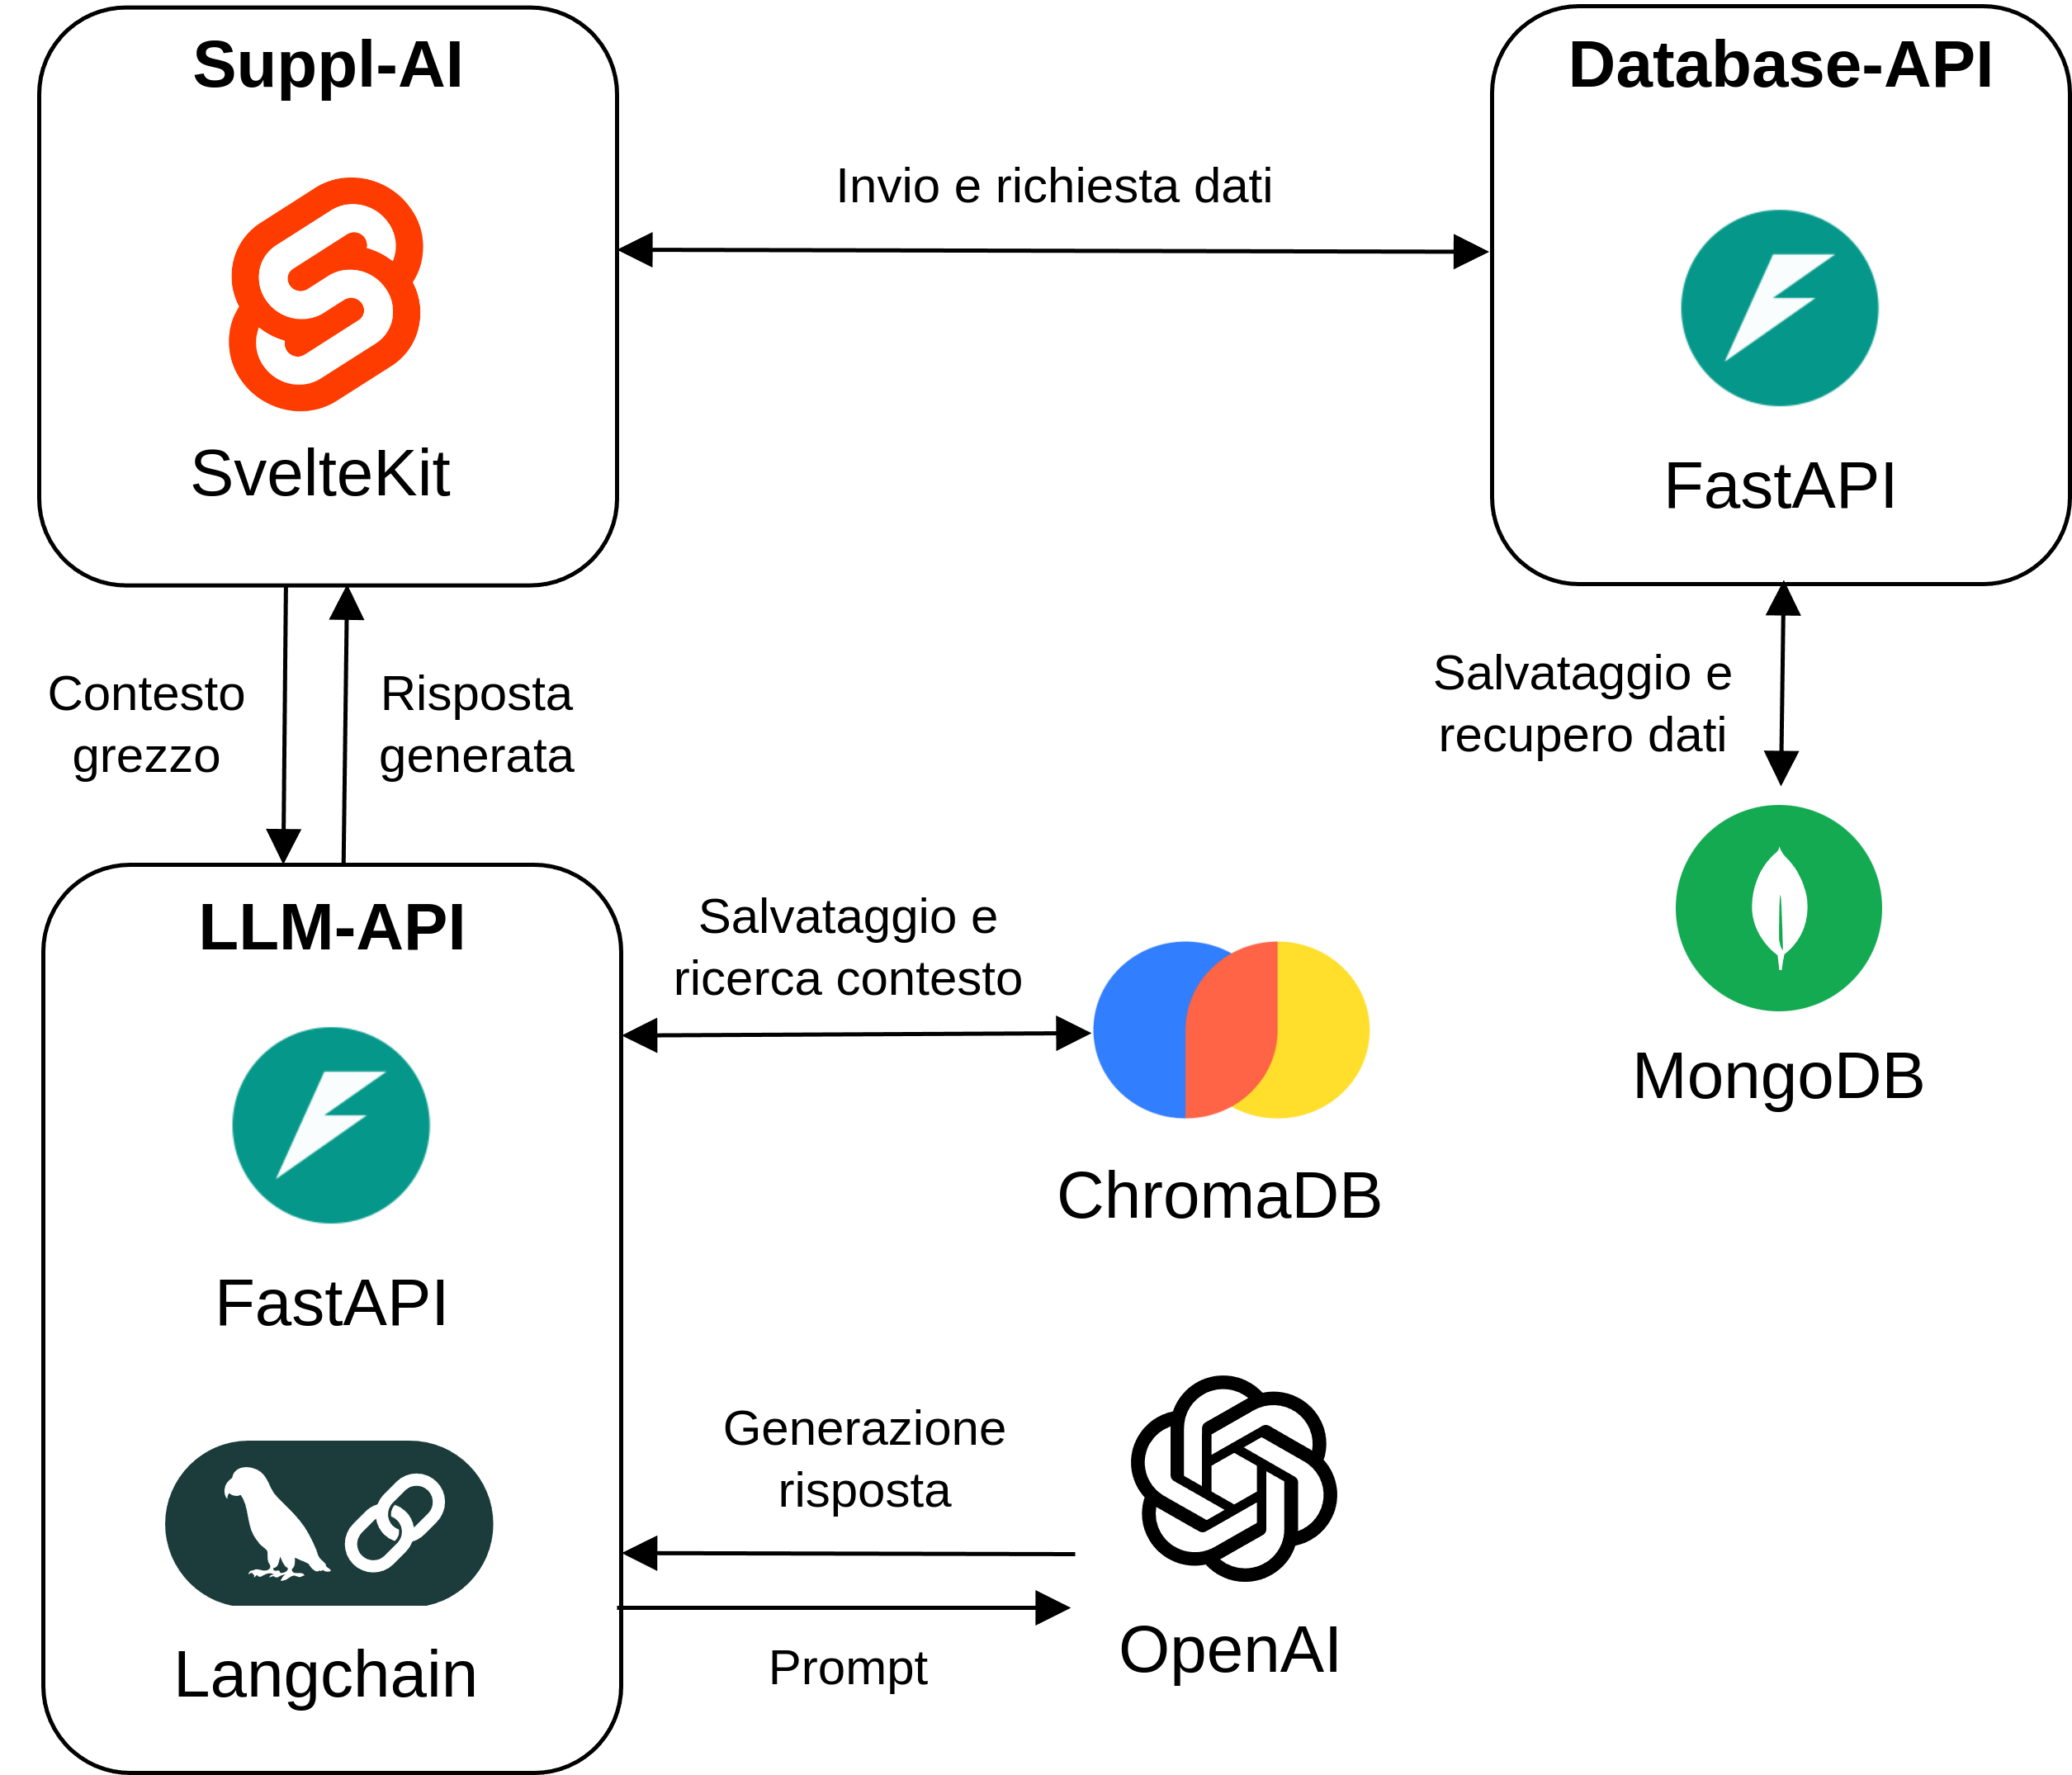 Suppl-AI
SvelteKit
Invio e richiesta dati
Database-API
FastAPI
Contesto
grezzo
Risposta
generata
Salvataggio e
recupero dati
MongoDB
LLM-API
FastAPI
Langchain
Salvataggio e
ricerca contesto
ChromaDB
Generazione
risposta
Prompt
OpenAI